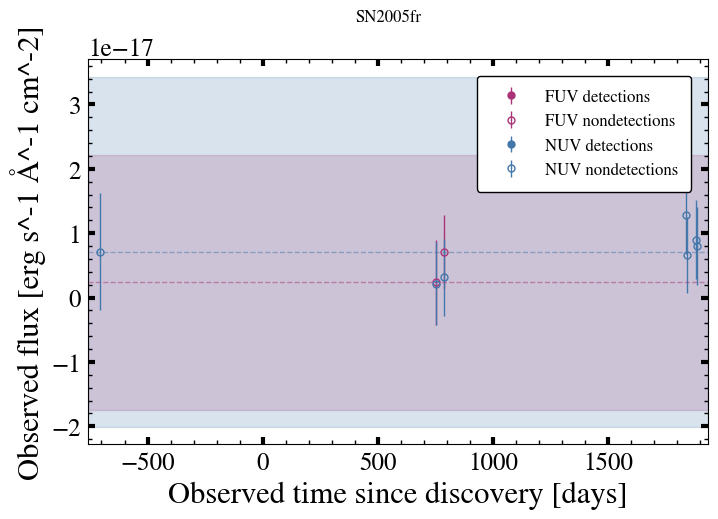 SN2005fr
1e−17
Observed flux [erg s^-1 Å^-1 cm^-2]
3
2
1
0
−1
−2
FUV detections
FUV nondetections
NUV detections
NUV nondetections
−500 0 500 1000 1500
Observed time since discovery [days]